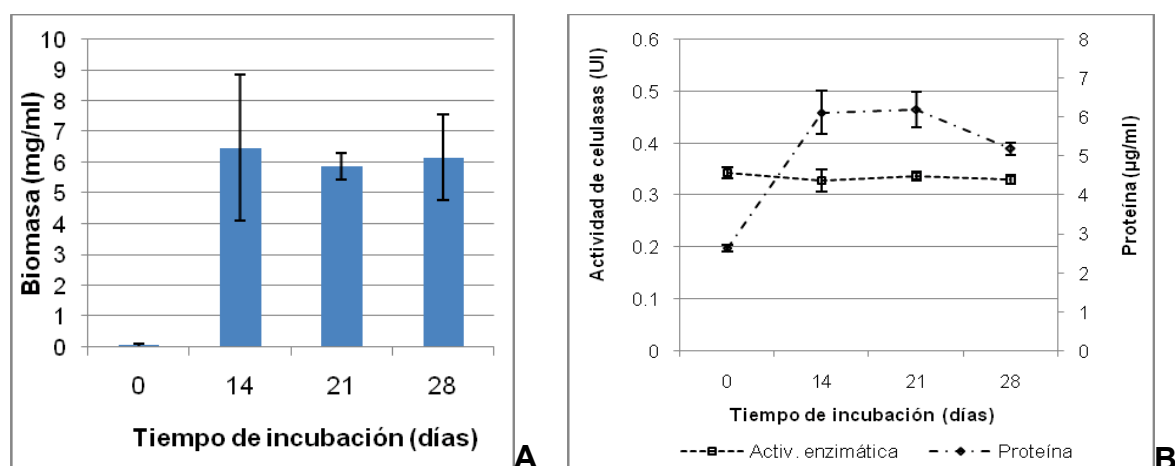 Biomasa (mg/ml)
10
9
8
7
6
5
4
3
2
1
0
0 14 21 28
Tiempo de incubación (días)
A
Actividad de celulasas (UI)
0.6
0.5
0.4
0.3
0.2
0.1
0
Proteína (µg/ml)
8
7
6
5
4
3
2
1
0
0 14 21 28
Tiempo de incubación (días)
Activ. enzimática Proteína
B